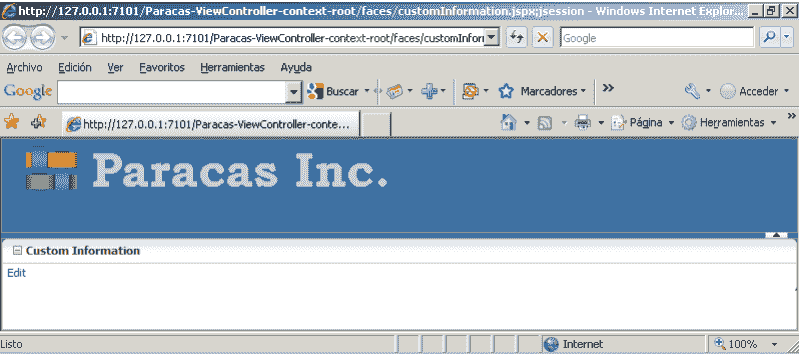 http://127.0.0.1:7101/Paracas-ViewController-context-root/faces/customInformation.jspx;jsession - Windows Internet Explor...
http://127.0.0.1:7101/Paracas-ViewController-context-root/faces/customInforr
Google
Archivo Edición Ver Favoritos Herramientas Ayuda
Google Buscar Marcadores Acceder
http://127.0.0.1:7101/Paracas-ViewController-conte...
Página Herramientas
Paracas Inc.
Custom Information
Edit
Listo Internet 100%